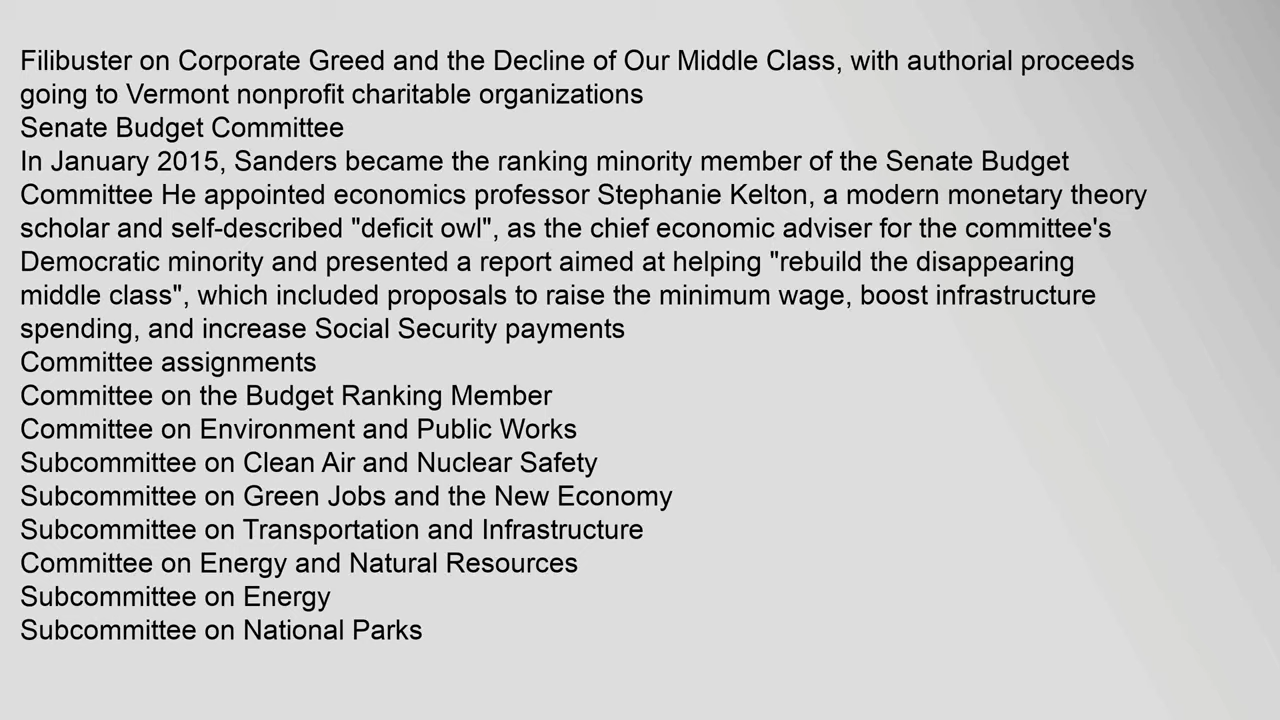 Filibuster on Corporate Greed and the Decline of Our Middle Class, with authorial proceeds
going to Vermont nonprofit charitable organizations
Senate Budget Committee
In January 2015, Sanders became the ranking minority member of the Senate Budget
Committee He appointed economics professor Stephanie Kelton, a modern monetary theory
scholar and self-described "deficit owl", as the chief economic adviser for the committee's
Democratic minority and presented a report aimed at helping "rebuild the disappearing
middle class", which included proposals to raise the minimum wage, boost infrastructure
spending, and increase Social Security payments
Committee assignments
Committee on the Budget Ranking Member
Committee on Environment and Public Works
Subcommittee on Clean Air and Nuclear Safety
Subcommittee on Green Jobs and the New Economy
Subcommittee on Transportation and Infrastructure
Committee on Energy and Natural Resources
Subcommittee on Energy
Subcommittee on National Parks